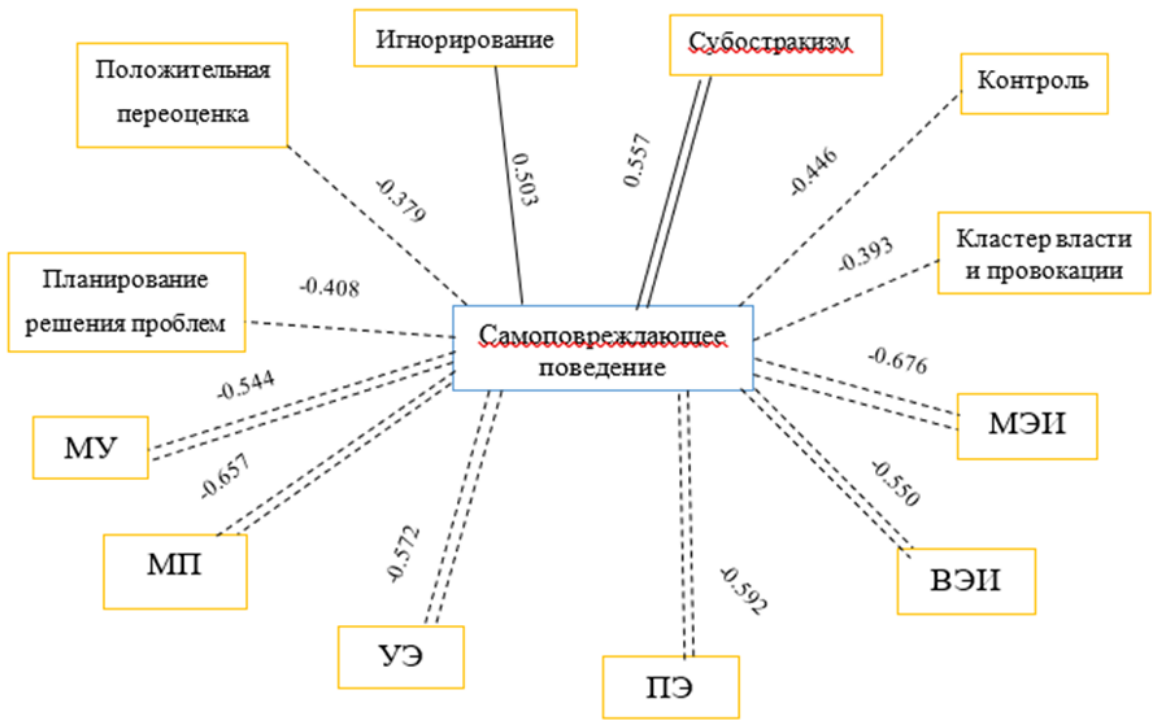 Игнорирование
Субостракизм
Положительная
переоценка
Контроль
0.503
0.557
-0.446
-0.379
Кластер власти
и провокации
-0.393
Планирование
решения проблем
-0.408
Самоповреждающее
поведение
-0.676
-0.544
МУ
МЭИ
-0.657
-0.550
МП
-0.572
-0.592
ВЭИ
УЭ
ПЭ